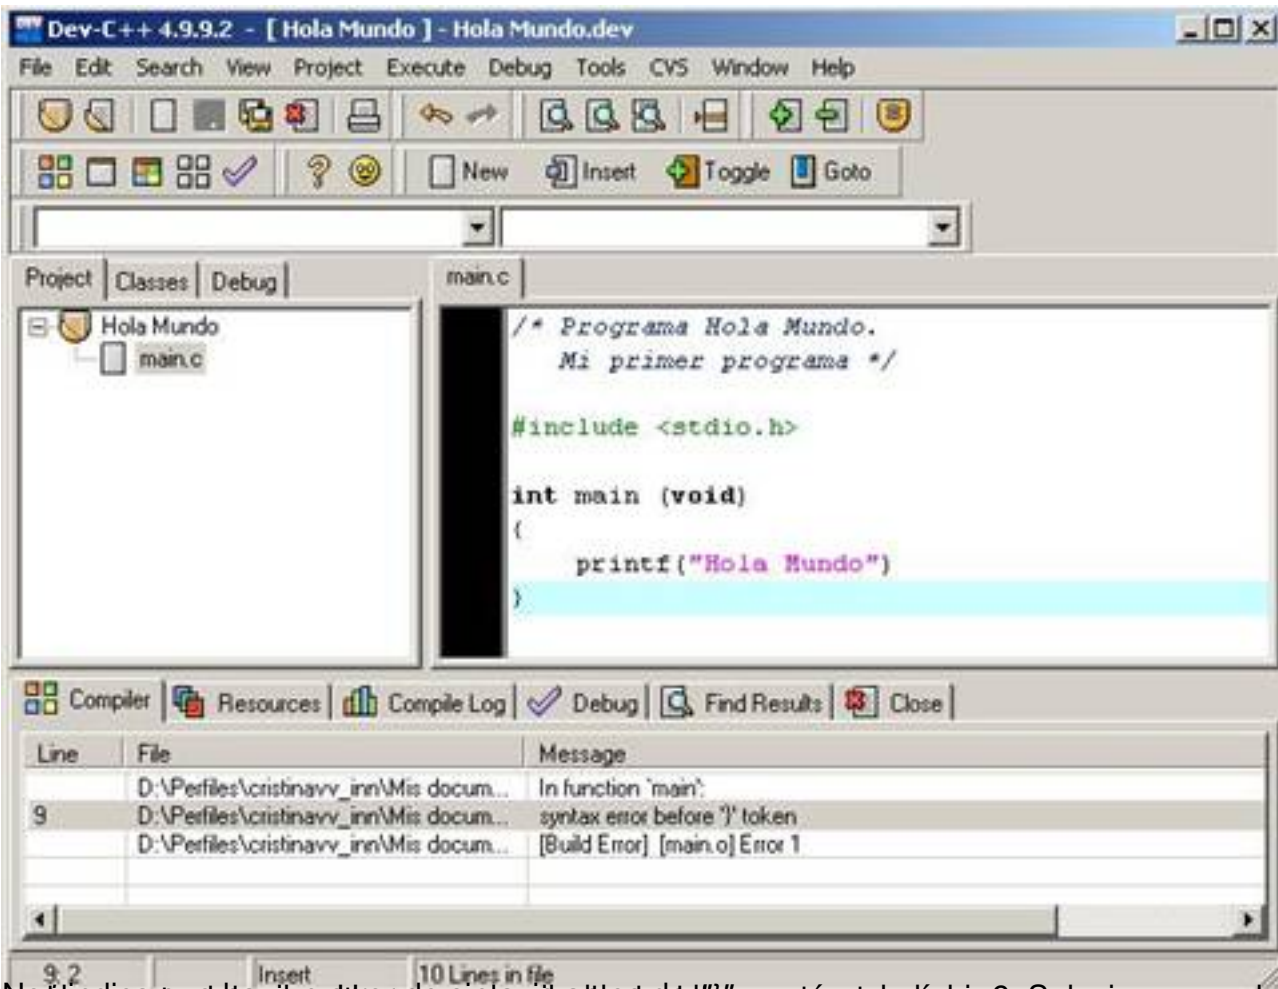 Dev-C++ 4.9.9.2 - [ Hola Mundo ] - Hola Mundo.dev
File Edit Search View Project Execute Debug Tools CVS Window Help
New Insert Toggle Goto
Project Classes Debug
main.c
Hola Mundo
main.c
/* Programa Hola Mundo.
Mi primer programa */
#include <stdio.h>
int main (void)
{
printf("Hola Mundo")
}
Compiler Resources Compile Log Debug Find Results Close
Line File Message
D:\Perfiles\cristinavv_inn\Mis docum... In function `main':
9 D:\Perfiles\cristinavv_inn\Mis docum... syntax error before '}' token
D:\Perfiles\cristinavv_inn\Mis docum... [Build Error] [main.o] Error 1
9: 2 Insert 10 Lines in file